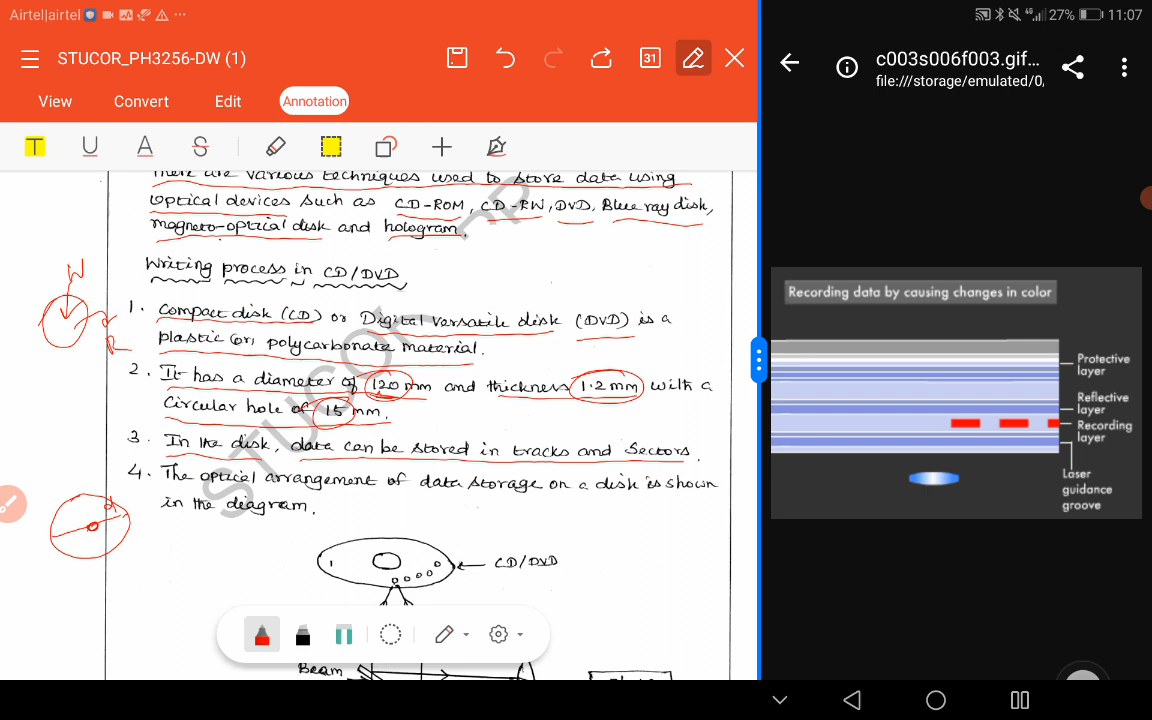 Airtel|airtel
27%
11:07
STUCOR_PH3256-DW (1)
31
View
Convert
Edit
Annotation
T
U
A
S
There are various techniques used to store data using
optical devices such as CD-ROM, CD-RW, DVD, Blue ray disk,
magneto-optical disk and hologram.
Writing process in CD/DVD
1. Compact disk (CD) or Digital Versatile disk (DVD) is a
plastic (or) polycarbonate material.
2. It has a diameter of 120 mm and thickness 1.2 mm with a
circular hole of 15 mm.
3. In the disk, data can be stored in tracks and sectors.
4. The optical arrangement of data storage on a disk is shown
in the diagram.
W
R
d
CD/DVD
Beam
STUCOR
c003s006f003.gif...
file:///storage/emulated/0,
Recording data by causing changes in color
Protective
layer
Reflective
layer
Recording
layer
Laser
guidance
groove